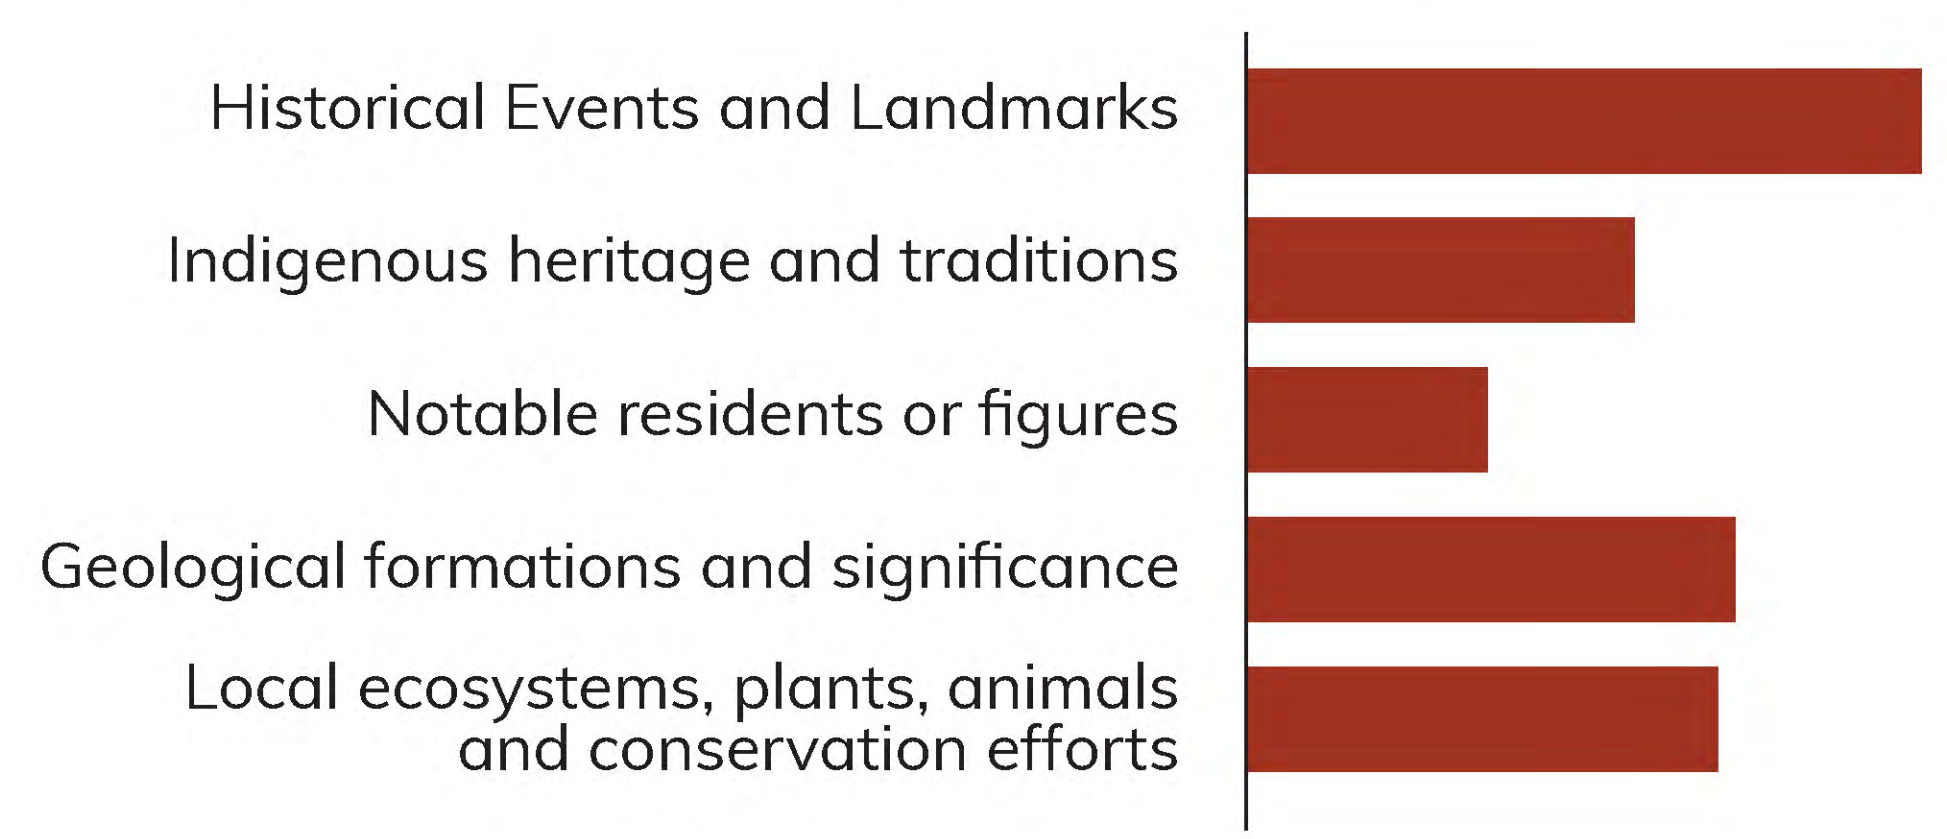 Historical Events and Landmarks
Indigenous heritage and traditions
Notable residents or figures
Geological formations and significance
Local ecosystems, plants, animals
and conservation efforts